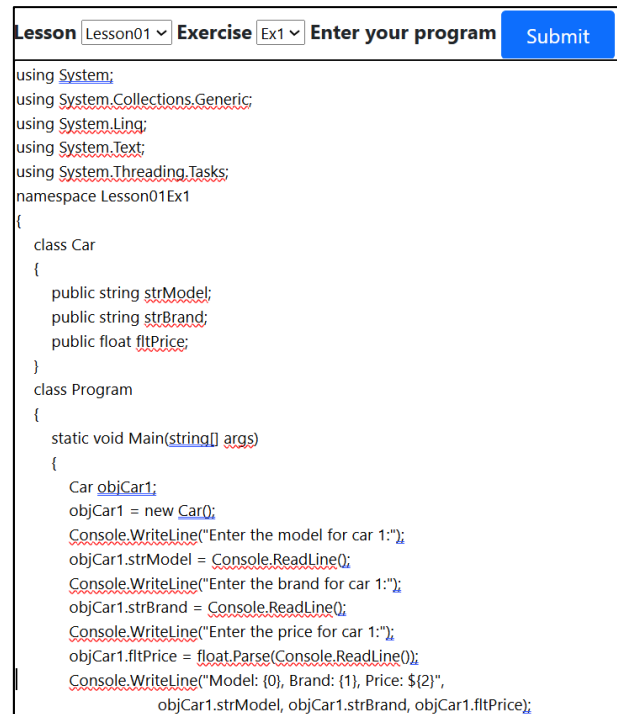 Lesson Lesson01 Exercise Ex1 Enter your program Submit
using System;
using System.Collections.Generic;
using System.Linq;
using System.Text;
using System.Threading.Tasks;
namespace Lesson01Ex1
{
class Car
{
public string strModel;
public string strBrand;
public float fltPrice;
}
class Program
{
static void Main(string[] args)
{
Car objCar1;
objCar1 = new Car();
Console.WriteLine("Enter the model for car 1:");
objCar1.strModel = Console.ReadLine();
Console.WriteLine("Enter the brand for car 1:");
objCar1.strBrand = Console.ReadLine();
Console.WriteLine("Enter the price for car 1:");
objCar1.fltPrice = float.Parse(Console.ReadLine());
Console.WriteLine("Model: {0}, Brand: {1}, Price: ${2}",
objCar1.strModel, objCar1.strBrand, objCar1.fltPrice);